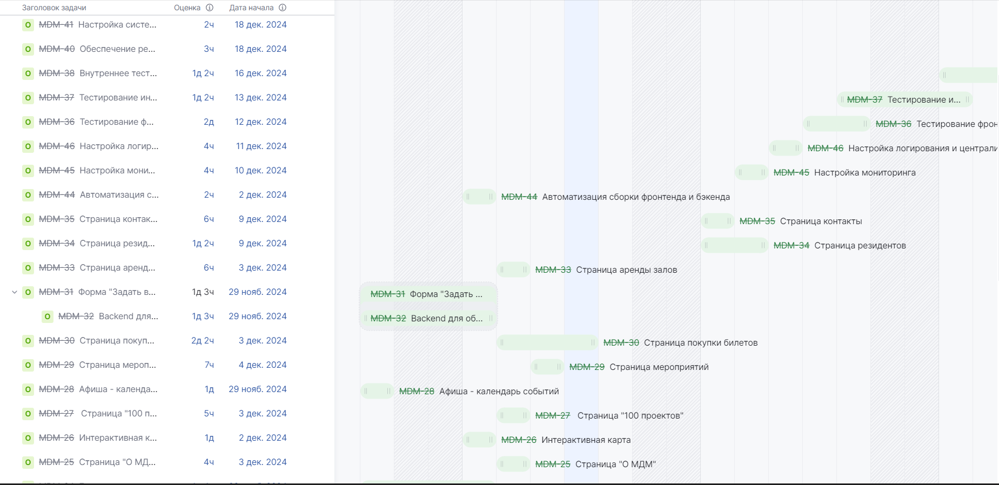 Заголовок задачи Оценка Дата начала
О MDM-41 Настройка систе... 2ч 18 дек. 2024
О MDM-40 Обеспечение ре... 3ч 18 дек. 2024
О MDM-38 Внутреннее тест... 1д 2ч 16 дек. 2024
О MDM-37 Тестирование ин... 1д 2ч 13 дек. 2024 MDM-37 Тестирование и...
О MDM-36 Тестирование ф... 2д 12 дек. 2024 MDM-36 Тестирование фрон
О MDM-46 Настройка логир... 4ч 11 дек. 2024 MDM-46 Настройка логирования и централи
О MDM-45 Настройка мони... 4ч 10 дек. 2024 MDM-45 Настройка мониторинга
О MDM-44 Автоматизация с... 2ч 2 дек. 2024 MDM-44 Автоматизация сборки фронтенда и бэкенда
О MDM-35 Страница контак... 6ч 9 дек. 2024 MDM-35 Страница контакты
О MDM-34 Страница резид... 1д 2ч 9 дек. 2024 MDM-34 Страница резидентов
О MDM-33 Страница аренд... 6ч 3 дек. 2024 MDM-33 Страница аренды залов
О MDM-31 Форма "Задать в... 1д 3ч 29 нояб. 2024 MDM-31 Форма "Задать ...
О MDM-32 Backend для... 1д 3ч 29 нояб. 2024 MDM-32 Backend для об...
О MDM-30 Страница покуп... 2д 2ч 3 дек. 2024 MDM-30 Страница покупки билетов
О MDM-29 Страница мероп... 7ч 4 дек. 2024 MDM-29 Страница мероприятий
О MDM-28 Афиша - календа... 1д 29 нояб. 2024 MDM-28 Афиша - календарь событий
О MDM-27 Страница "100 п... 5ч 3 дек. 2024 MDM-27 Страница "100 проектов"
О MDM-26 Интерактивная к... 1д 2 дек. 2024 MDM-26 Интерактивная карта
О MDM-25 Страница "О МД... 4ч 3 дек. 2024 MDM-25 Страница "О МДМ"